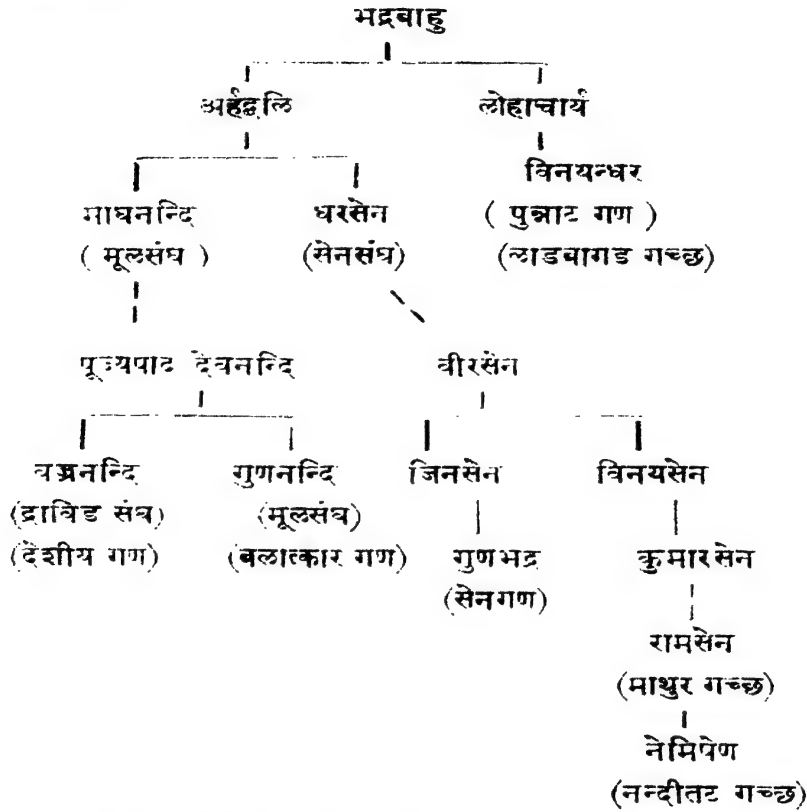 भद्रबाहु
अर्हद्बलि लोहाचार्य
विनयन्धर
माघनन्दि धरसेन ( पुन्नाट गण )
( मूलसंघ ) (सेनसंघ) (लाडवागड गच्छ)
पूज्यपाद देवनन्दि वीरसेन
वज्रनन्दि गुणनन्दि जिनसेन विनयसेन
(द्राविड संघ) (मूलसंघ)
(देशीय गण) (बलात्कार गण) गुणभद्र कुमारसेन
(सेनगण)
रामसेन
(माथुर गच्छ)
नेमिषेण
(नन्दीतट गच्छ)